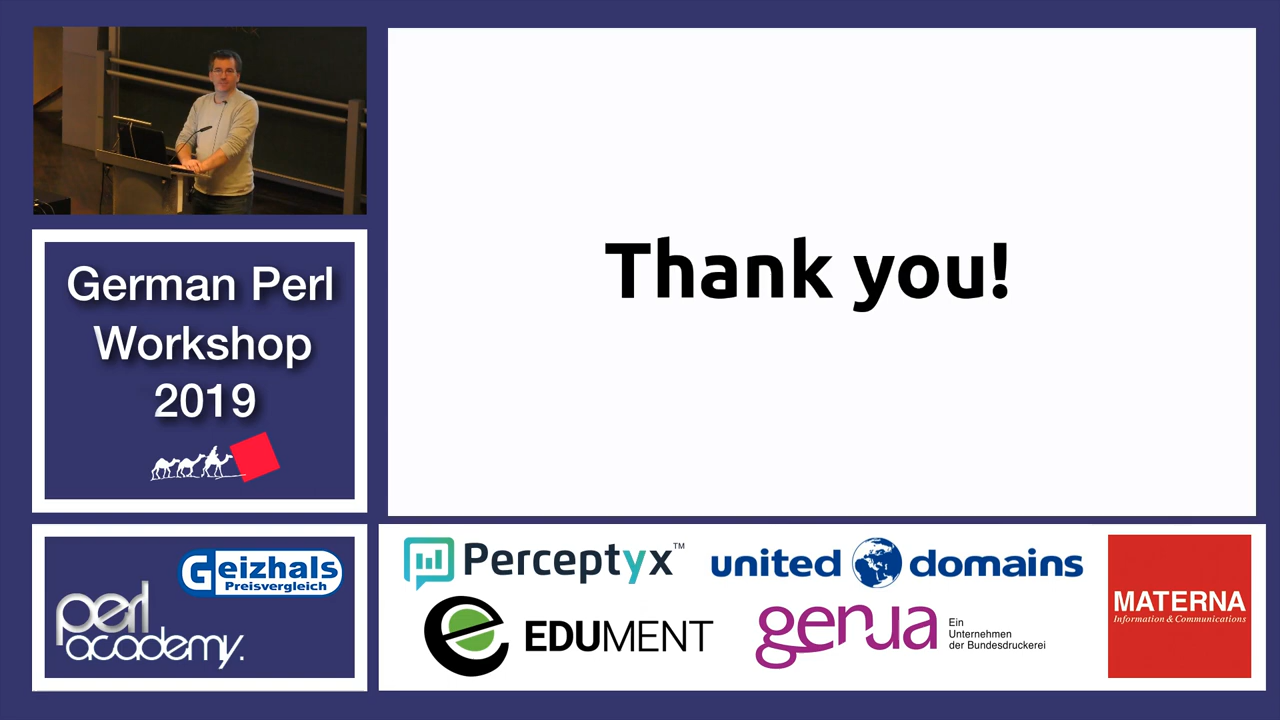 Thank you!
German Perl
Workshop
2019
Geizhals
Preisvergleich
perl
academy.
Perceptyx™
united domains
EDUMENT
genua
Ein
Unternehmen
der Bundesdruckerei
MATERNA
Information & Communications